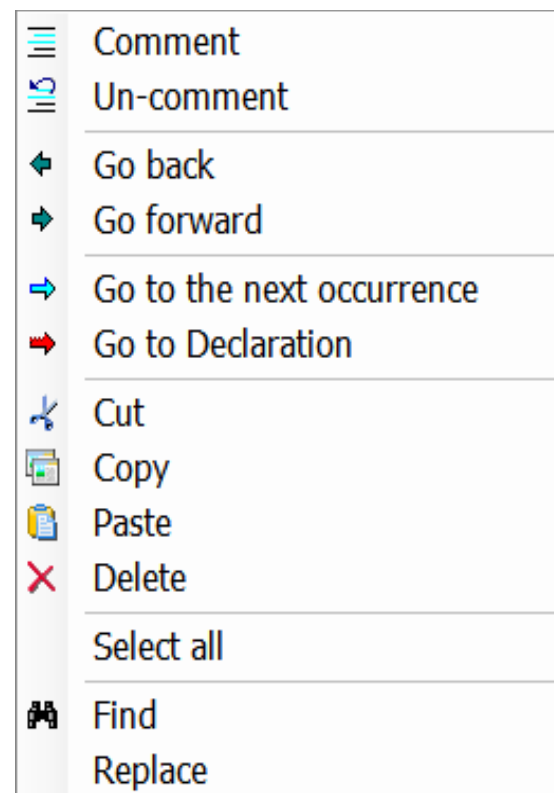 Comment
Un-comment
Go back
Go forward
Go to the next occurrence
Go to Declaration
Cut
Copy
Paste
Delete
Select all
Find
Replace